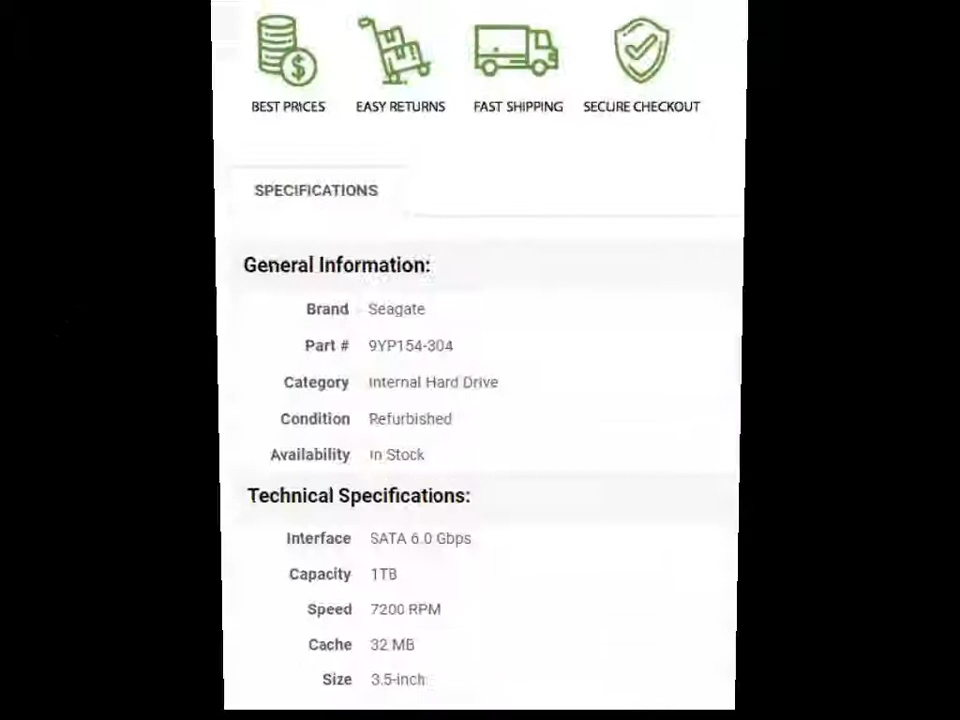 BEST PRICES EASY RETURNS FAST SHIPPING SECURE CHECKOUT
SPECIFICATIONS
General Information:
Brand Seagate
Part # 9YP154-304
Category Internal Hard Drive
Condition Refurbished
Availability In Stock
Technical Specifications:
Interface SATA 6.0 Gbps
Capacity 1TB
Speed 7200 RPM
Cache 32 MB
Size 3.5-inch